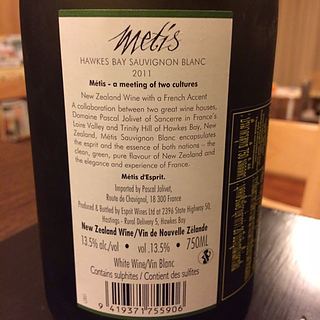 Métis
HAWKES BAY SAUVIGNON BLANC
2011
Métis - a meeting of two cultures
New Zealand Wine with a French Accent
A collaboration between two great wine houses,
Domaine Pascal Jolivet of Sancerre in France's
Loire Valley and Trinity Hill of Hawkes Bay, New
Zealand, Métis Sauvignon Blanc encapsulates
the esprit and the essence of both nations – the
clean, green, pure flavour of New Zealand and
the elegance and experience of France.
Métis d'Esprit.
Imported by Pascal Jolivet,
Route de Chavignol, 18 300 France
Produced & Bottled by Esprit Wines Ltd at 2396 State Highway 50,
Hastings - Rural Delivery 5, Hawkes Bay
New Zealand Wine/Vin de Nouvelle Zélande
13.5% alc/vol • vol .13.5% • 750Ml
White Wine/Vin Blanc
Contains sulphites / Contient des sulfites
9 419371 755906